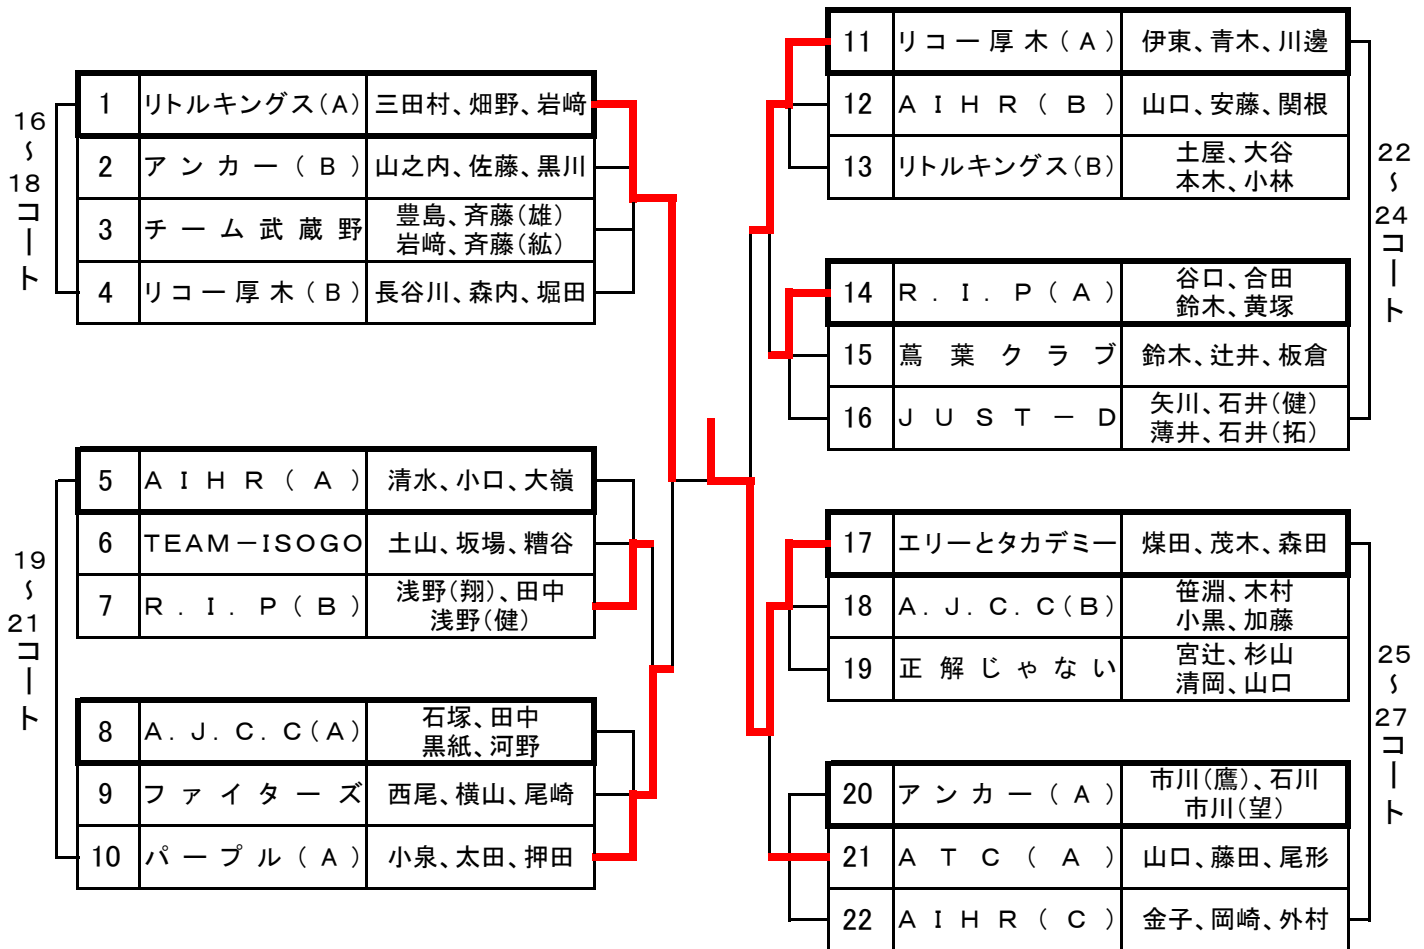 16
~
18
コ
ー
ト
1 リトルキングス(A) 三田村、畑野、岩﨑
2 アンカー(B) 山之内、佐藤、黒川
3 チーム武蔵野 豊島、斉藤(雄)
岩﨑、斉藤(紘)
4 リコー厚木(B) 長谷川、森内、堀田
19
~
21
コ
ー
ト
5 AIHR(A) 清水、小口、大嶺
6 TEAM-ISOGO 土山、坂場、糟谷
7 R.I.P(B) 浅野(翔)、田中
浅野(健)
8 A.J.C.C(A) 石塚、田中
黒紙、河野
9 ファイターズ 西尾、横山、尾崎
10 パープル(A) 小泉、太田、押田
11 リコー厚木(A) 伊東、青木、川邊
12 AIHR(B) 山口、安藤、関根
13 リトルキングス(B) 土屋、大谷
本木、小林
14 R.I.P(A) 谷口、合田
鈴木、黄塚
15 蔦葉クラブ 鈴木、辻井、板倉
16 JUST-D 矢川、石井(健)
薄井、石井(拓)
22
~
24
コ
ー
ト
17 エリーとタカデミー 煤田、茂木、森田
18 A.J.C.C(B) 笹淵、木村
小黒、加藤
19 正解じゃない 宮辻、杉山
清岡、山口
20 アンカー(A) 市川(鷹)、石川
市川(望)
21 ATC(A) 山口、藤田、尾形
22 AIHR(C) 金子、岡崎、外村
25
~
27
コ
ー
ト